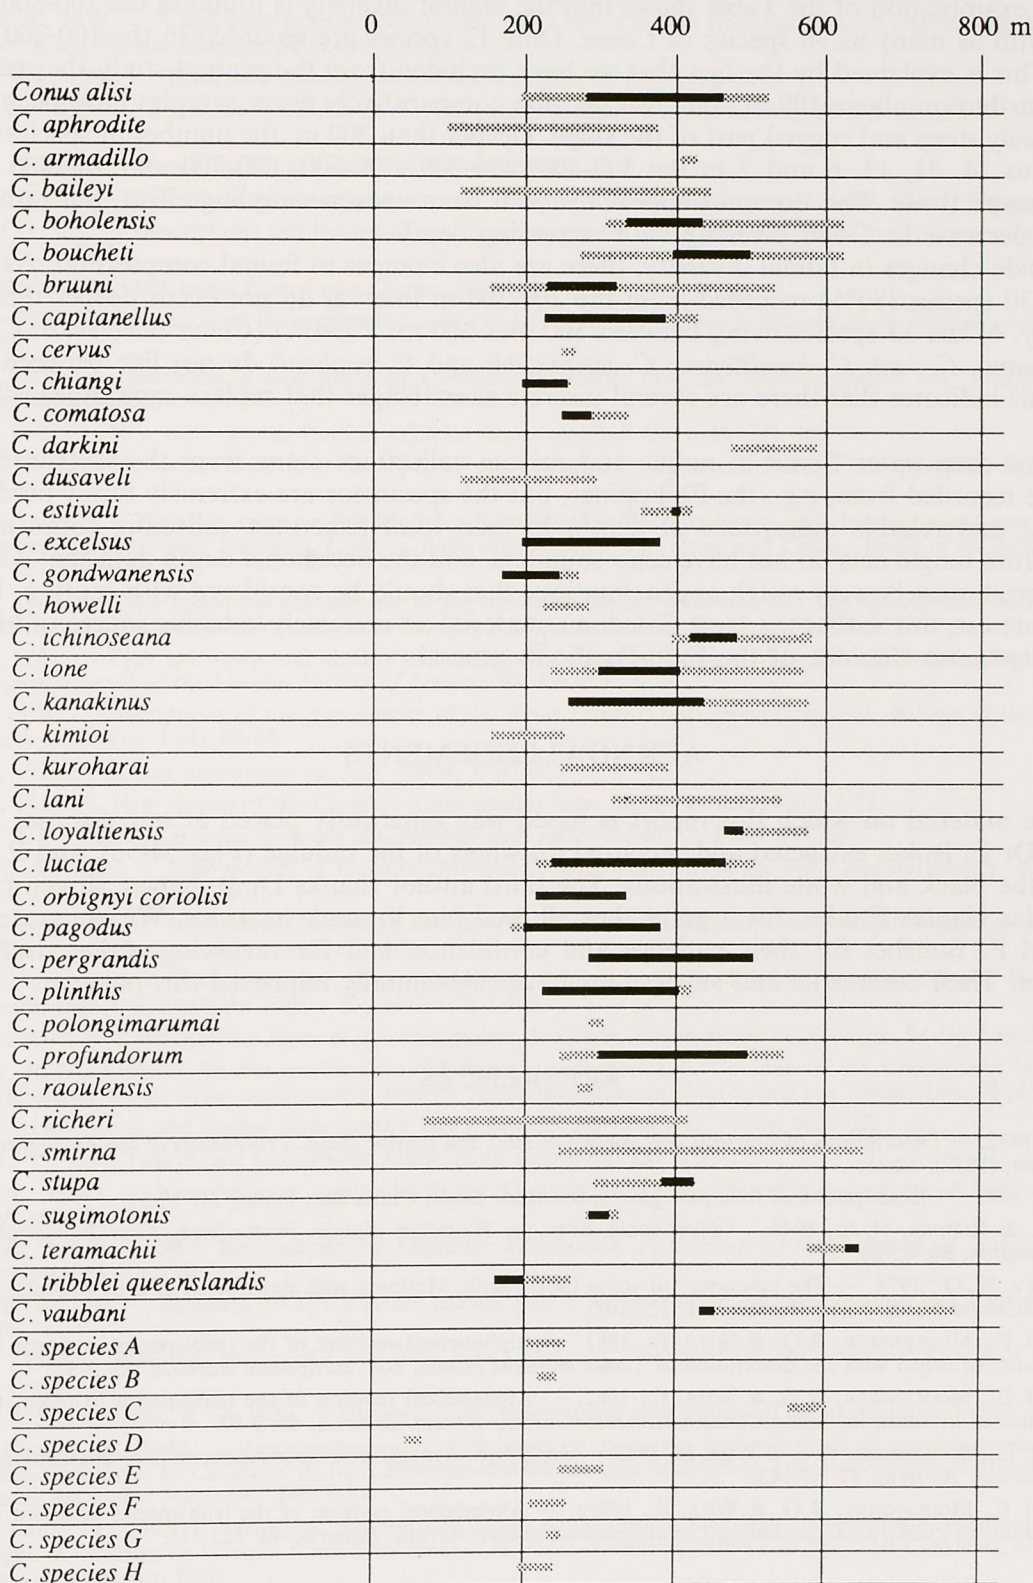 0 200 400 600 800 m
Conus alisi
C. aphrodite
C. armadillo
C. baileyi
C. boholensis
C. boucheti
C. bruuni
C. capitanellus
C. cervus
C. chiangi
C. comatosa
C. darkini
C. dusaveli
C. estivali
C. excelsus
C. gondwanensis
C. howelli
C. ichinoseana
C. ione
C. kanakinus
C. kimioi
C. kuroharai
C. lani
C. loyaltiensis
C. luciae
C. orbignyi coriolisi
C. pagodus
C. pergrandis
C. plinthis
C. polongimarumai
C. profundorum
C. raoulensis
C. richeri
C. smirna
C. stupa
C. sugimotonis
C. teramachii
C. tribblei queenslandis
C. vaubani
C. species A
C. species B
C. species C
C. species D
C. species E
C. species F
C. species G
C. species H